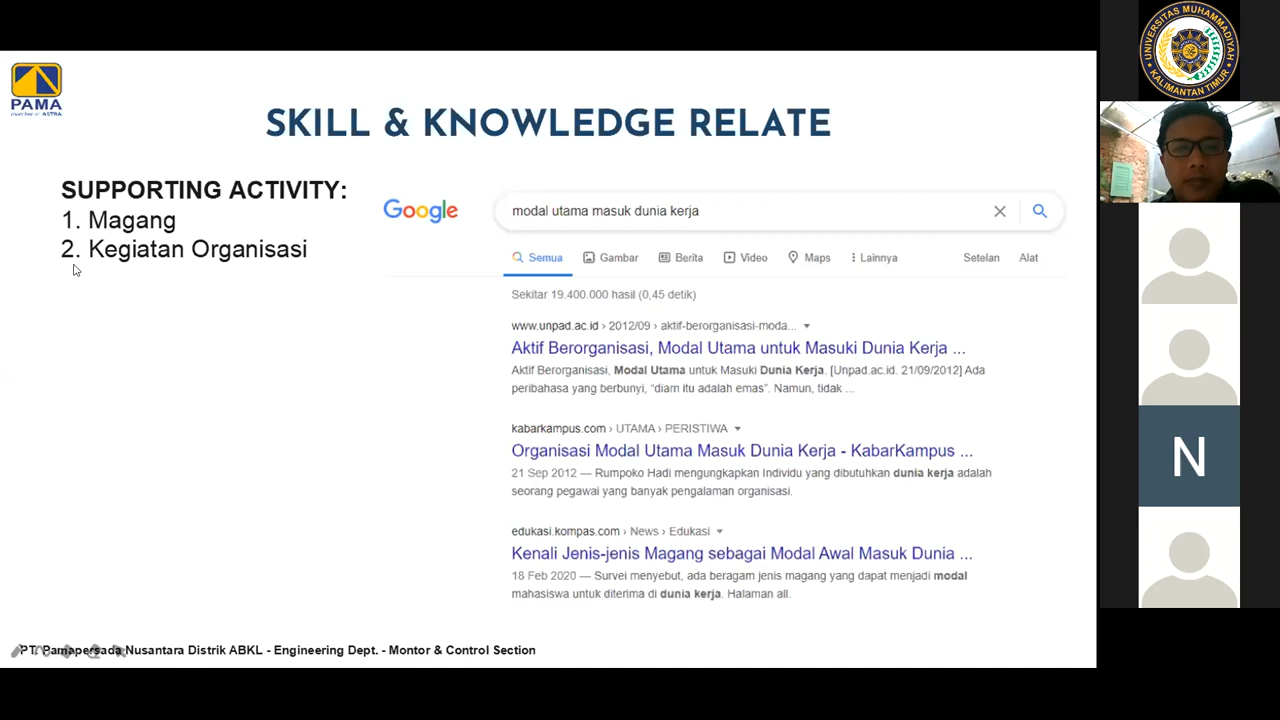 PAMA
member of ASTRA
SKILL & KNOWLEDGE RELATE
SUPPORTING ACTIVITY:
1. Magang
2. Kegiatan Organisasi
Google
modal utama masuk dunia kerja
Semua Gambar Berita Video Maps Lainnya Setelan Alat
Sekitar 19.400.000 hasil (0,45 detik)
www.unpad.ac.id › 2012/09 › aktif-berorganisasi-moda...
Aktif Berorganisasi, Modal Utama untuk Masuki Dunia Kerja ...
Aktif Berorganisasi, Modal Utama untuk Masuki Dunia Kerja. [Unpad.ac.id. 21/09/2012] Ada
peribahasa yang berbunyi, “diam itu adalah emas”. Namun, tidak ...
kabarkampus.com › UTAMA › PERISTIWA
Organisasi Modal Utama Masuk Dunia Kerja - KabarKampus ...
21 Sep 2012 — Rumpoko Hadi mengungkapkan Individu yang dibutuhkan dunia kerja adalah
seorang pegawai yang banyak pengalaman organisasi.
edukasi.kompas.com › News › Edukasi
Kenali Jenis-jenis Magang sebagai Modal Awal Masuk Dunia ...
18 Feb 2020 — Survei menyebut, ada beragam jenis magang yang dapat menjadi modal
mahasiswa untuk diterima di dunia kerja. Halaman all.
PT. Pamapersada Nusantara Distrik ABKL - Engineering Dept. - Montor & Control Section
UNIVERSITAS MUHAMMADIYAH
KALIMANTAN TIMUR
N